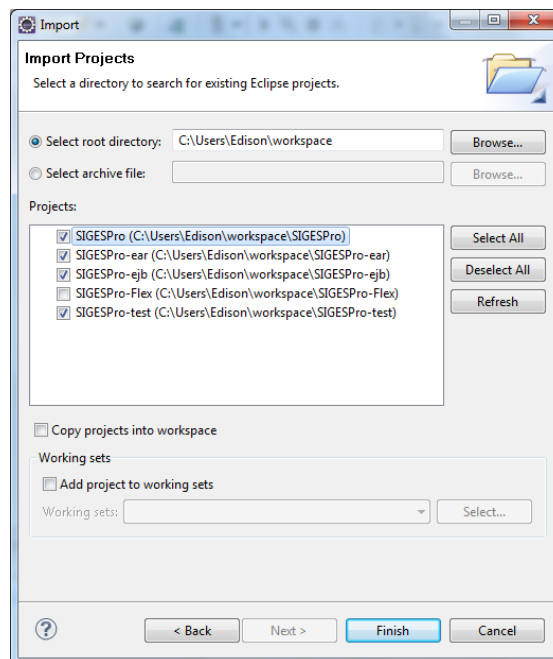 Import
Import Projects
Select a directory to search for existing Eclipse projects.
Select root directory: C:\Users\Edison\workspace Browse...
Select archive file: Browse...
Projects:
SIGESPro (C:\Users\Edison\workspace\SIGESPro)
SIGESPro-ear (C:\Users\Edison\workspace\SIGESPro-ear)
SIGESPro-ejb (C:\Users\Edison\workspace\SIGESPro-ejb)
SIGESPro-Flex (C:\Users\Edison\workspace\SIGESPro-Flex)
SIGESPro-test (C:\Users\Edison\workspace\SIGESPro-test)
Select All
Deselect All
Refresh
Copy projects into workspace
Working sets
Add project to working sets
Working sets: Select...
? < Back Next > Finish Cancel